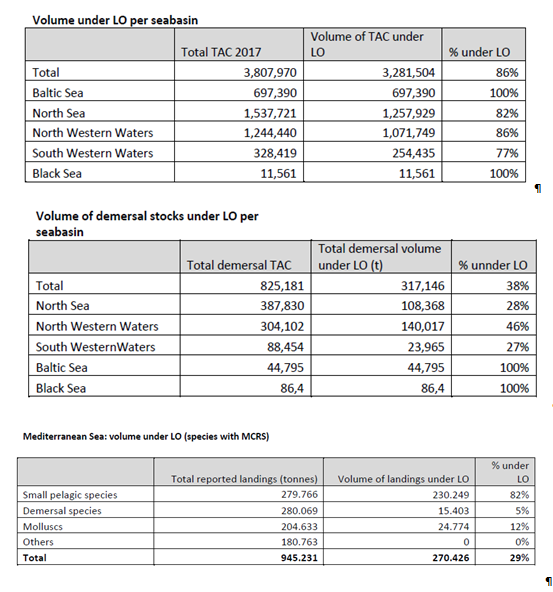 Volume under LO per seabasin
Total TAC 2017 Volume of TAC under LO % under LO
Total 3,807,970 3,281,504 86%
Baltic Sea 697,390 697,390 100%
North Sea 1,537,721 1,257,929 82%
North Western Waters 1,244,440 1,071,749 86%
South Western Waters 328,419 254,435 77%
Black Sea 11,561 11,561 100%
¶
Volume of demersal stocks under LO per
seabasin
Total demersal TAC Total demersal volume under LO (t) % unnder LO
Total 825,181 317,146 38%
North Sea 387,830 108,368 28%
North Western Waters 304,102 140,017 46%
South WesternWaters 88,454 23,965 27%
Baltic Sea 44,795 44,795 100%
Black Sea 86,4 86,4 100%
Mediterranean Sea: volume under LO (species with MCRS)
Total reported landings (tonnes) Volume of landings under LO % under LO
Small pelagic species 279.766 230.249 82%
Demersal species 280.069 15.403 5%
Molluscs 204.633 24.774 12%
Others 180.763 0 0%
Total 945.231 270.426 29%
¶